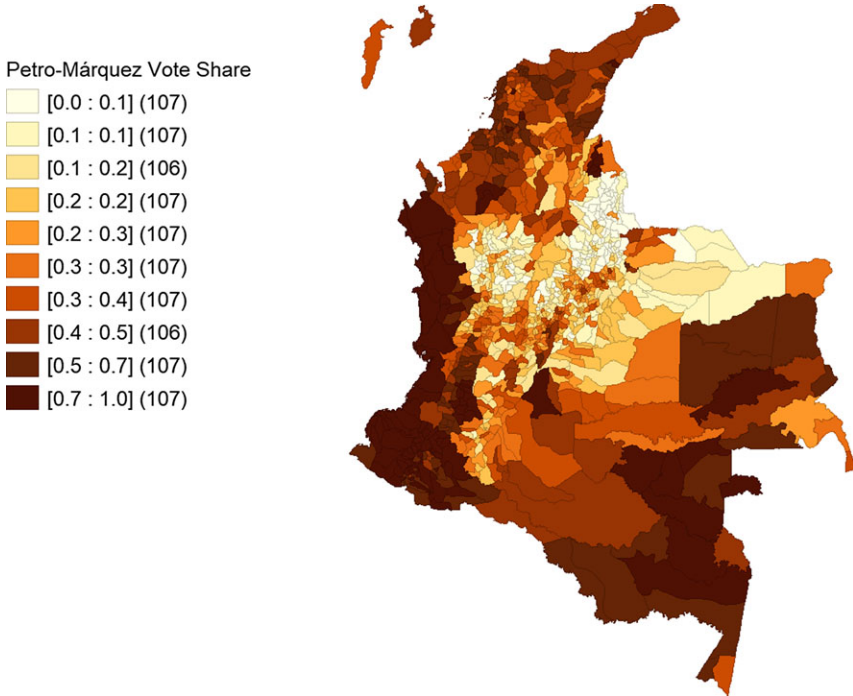 Petro-Márquez Vote Share
[0.0 : 0.1] (107)
[0.1 : 0.1] (107)
[0.1 : 0.2] (106)
[0.2 : 0.2] (107)
[0.2 : 0.3] (107)
[0.3 : 0.3] (107)
[0.3 : 0.4] (107)
[0.4 : 0.5] (106)
[0.5 : 0.7] (107)
[0.7 : 1.0] (107)